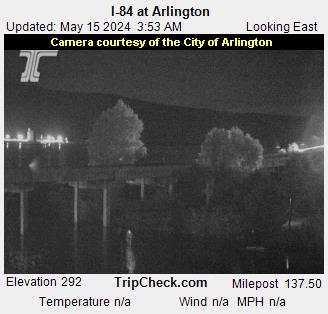 I-84 at Arlington
Updated: May 15 2024 3:53 AM Looking East
Camera courtesy of the City of Arlington
Elevation 292 TripCheck.com Milepost 137.50
Temperature n/a Wind n/a MPH n/a